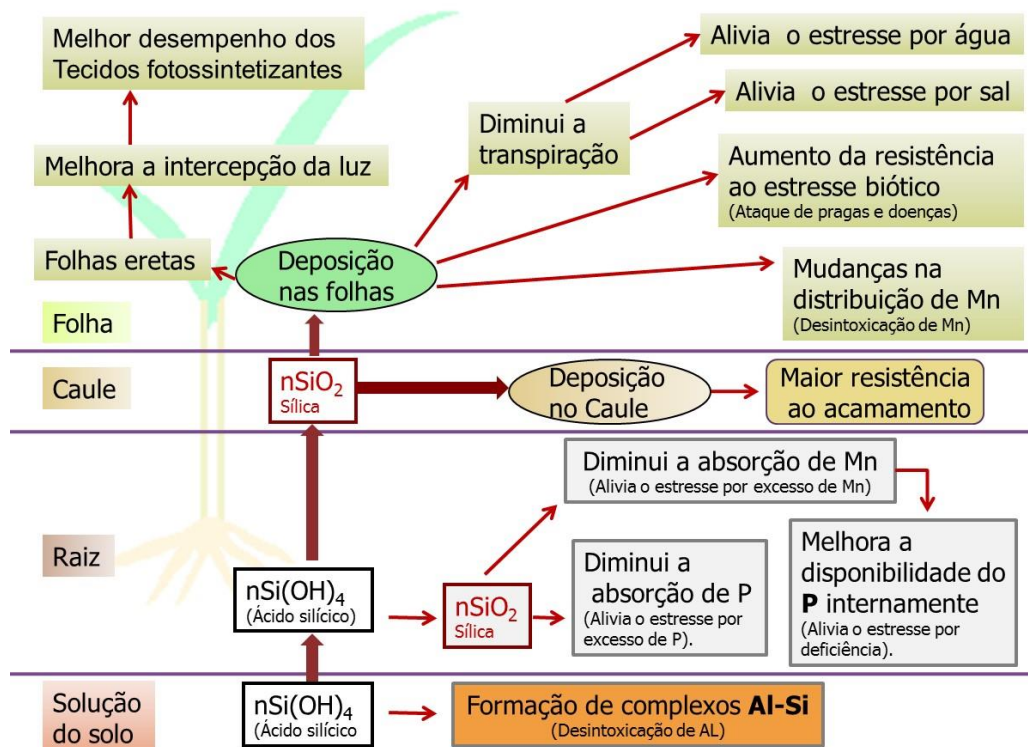 Melhor desempenho dos
Tecidos fotossintetizantes
Melhora a intercepção da luz
Folhas eretas
Deposição
nas folhas
Diminui a
transpiração
Alivia o estresse por água
Alivia o estresse por sal
Aumento da resistência
ao estresse biótico
(Ataque de pragas e doenças)
Mudanças na
distribuição de Mn
(Desintoxicação de Mn)
Folha
Caule
nSiO2
Sílica
Deposição
no Caule
Maior resistência
ao acamamento
Raiz
nSi(OH)4
(Ácido silícico)
nSiO2
Sílica
Diminui a absorção de Mn
(Alivia o estresse por excesso de Mn)
Diminui a
absorção de P
(Alivia o estresse por
excesso de P).
Melhora a
disponibilidade do
P internamente
(Alivia o estresse por
deficiência).
Solução
do solo
nSi(OH)4
(Ácido silícico
Formação de complexos Al-Si
(Desintoxicação de AL)